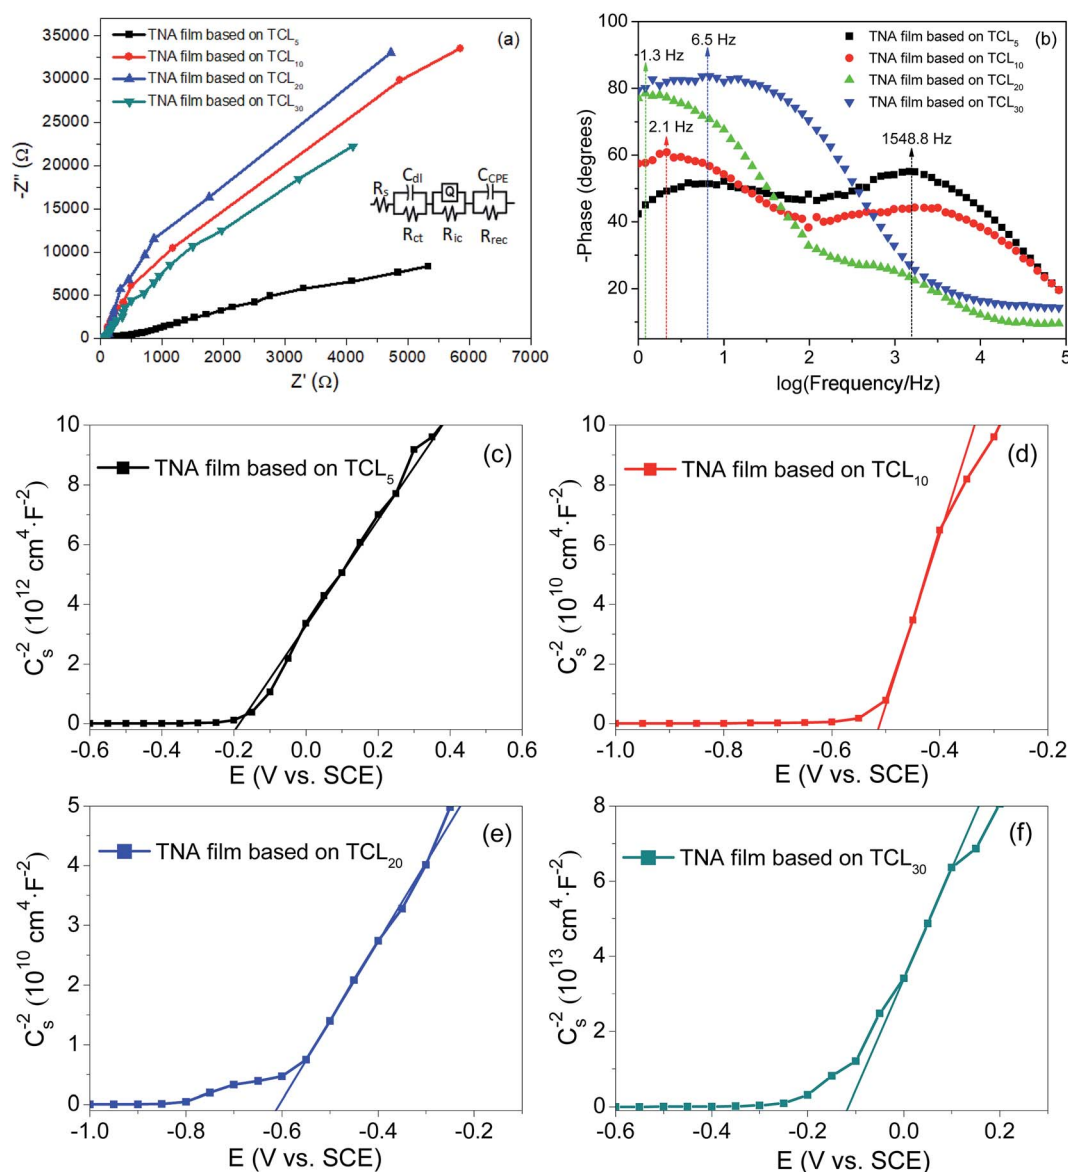 (a)
TNA film based on TCL5
TNA film based on TCL10
TNA film based on TCL20
TNA film based on TCL30
-Z'' (Ω)
35000
30000
25000
20000
15000
10000
5000
0
Rs
Cdl
Q
CCPE
Rct
Ric
Rrec
0 1000 2000 3000 4000 5000 6000 7000
Z' (Ω)
(b)
TNA film based on TCL5
TNA film based on TCL10
TNA film based on TCL20
TNA film based on TCL30
1.3 Hz
6.5 Hz
2.1 Hz
1548.8 Hz
-Phase (degrees)
100
80
60
40
20
0 1 2 3 4 5
log(Frequency/Hz)
(c)
TNA film based on TCL5
Cs-2 (1012 cm4·F-2)
10
8
6
4
2
0
-0.6 -0.4 -0.2 0.0 0.2 0.4 0.6
E (V vs. SCE)
(d)
TNA film based on TCL10
Cs-2 (1010 cm4·F-2)
10
8
6
4
2
0
-1.0 -0.8 -0.6 -0.4 -0.2
E (V vs. SCE)
(e)
TNA film based on TCL20
Cs-2 (1010 cm4·F-2)
5
4
3
2
1
0
-1.0 -0.8 -0.6 -0.4 -0.2
E (V vs. SCE)
(f)
TNA film based on TCL30
Cs-2 (1013 cm4·F-2)
8
6
4
2
0
-0.6 -0.4 -0.2 0.0 0.2
E (V vs. SCE)